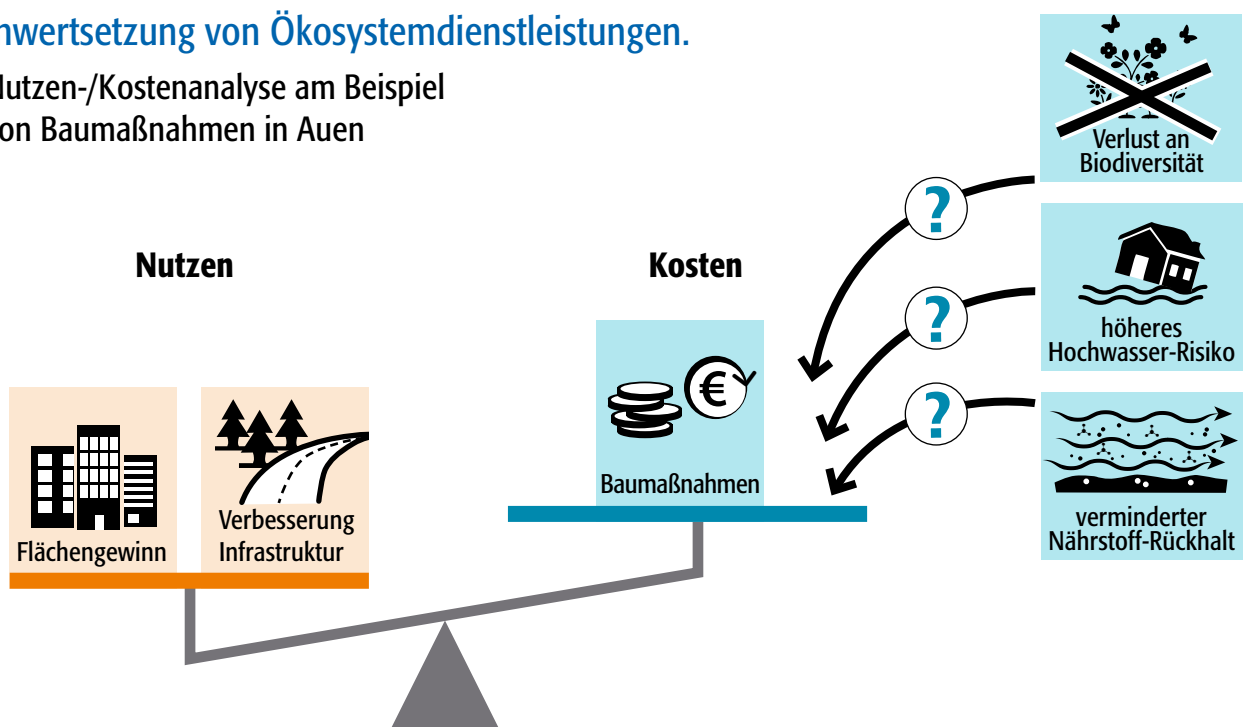 nwertsetzung von Ökosystemdienstleistungen.
Nutzen-/Kostenanalyse am Beispiel
on Baumaßnahmen in Auen
Verlust an
Biodiversität
?
Nutzen
Kosten
?
höheres
Hochwasser-Risiko
€
?
Baumaßnahmen
Flächengewinn
Verbesserung
Infrastruktur
verminderter
Nährstoff-Rückhalt